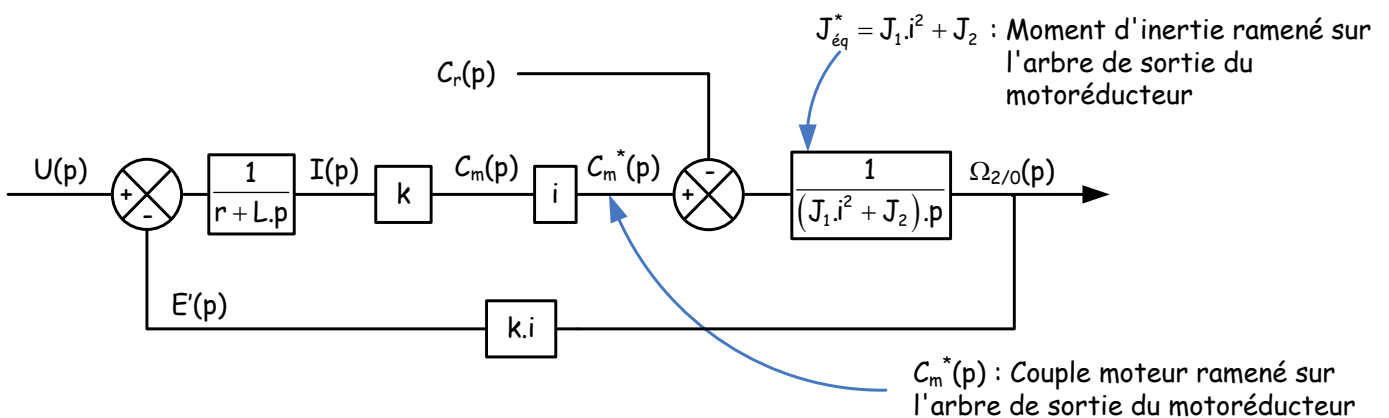 J*éq = J₁.i² + J₂ : Moment d'inertie ramené sur
l'arbre de sortie du
motoréducteur
Cr(p)
U(p)
+
-
1
r + L.p
I(p)
k
Cm(p)
i
Cm*(p)
-
+
1
(J₁.i² + J₂).p
Ω2/0(p)
E'(p)
k.i
Cm*(p) : Couple moteur ramené sur
l'arbre de sortie du motoréducteur